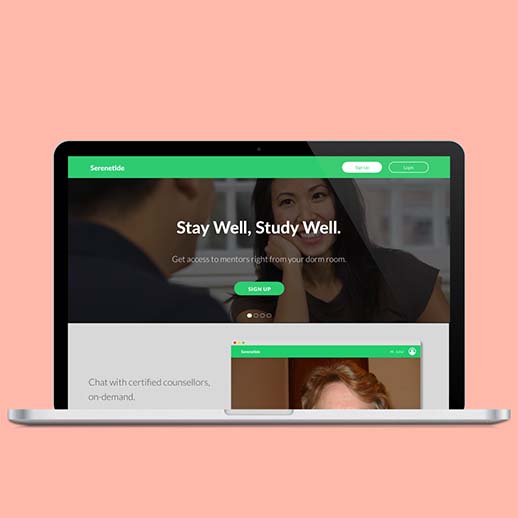 Serenetide
Sign Up
Login
Stay Well, Study Well.
Get access to mentors right from your dorm room.
SIGN UP
Serenetide
Chat with certified counsellors,
on-demand.